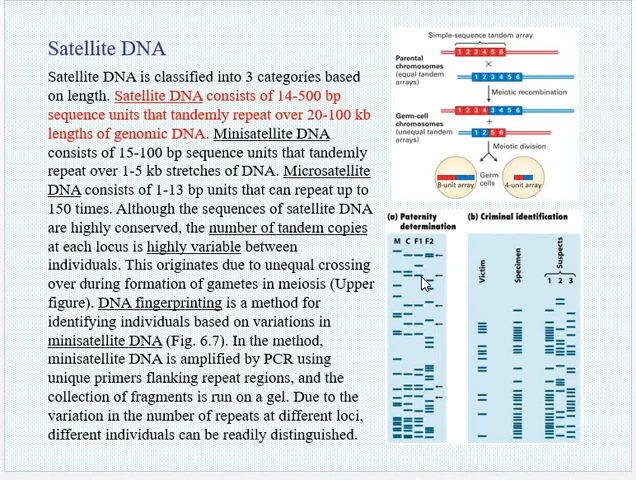 Satellite DNA
Satellite DNA is classified into 3 categories based
on length. Satellite DNA consists of 14-500 bp
sequence units that tandemly repeat over 20-100 kb
lengths of genomic DNA. Minisatellite DNA
consists of 15-100 bp sequence units that tandemly
repeat over 1-5 kb stretches of DNA. Microsatellite
DNA consists of 1-13 bp units that can repeat up to
150 times. Although the sequences of satellite DNA
are highly conserved, the number of tandem copies
at each locus is highly variable between
individuals. This originates due to unequal crossing
over during formation of gametes in meiosis (Upper
figure). DNA fingerprinting is a method for
identifying individuals based on variations in
minisatellite DNA (Fig. 6.7). In the method,
minisatellite DNA is amplified by PCR using
unique primers flanking repeat regions, and the
collection of fragments is run on a gel. Due to the
variation in the number of repeats at different loci,
different individuals can be readily distinguished.
Simple-sequence tandem array
1 2 3 4 5 6
Parental
chromosomes
(equal tandem
arrays)
×
1 2 3 4 5 6
Meiotic recombination
Germ-cell
chromosomes
(unequal tandem
arrays)
1 2 3 4 3 4 5 6
+
1 2 5 6
Meiotic division
8-unit array
Germ
cells
4-unit array
(a) Paternity
determination
M C F1 F2
(b) Criminal identification
Victim
Specimen
Suspects
1 2 3